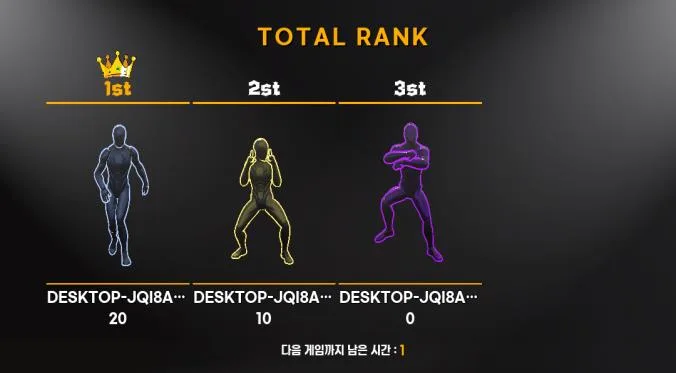 TOTAL RANK
1st
2st
3st
DESKTOP-JQI8A… DESKTOP-JQI8A… DESKTOP-JQI8A…
20 10 0
다음 게임까지 남은 시간 : 1